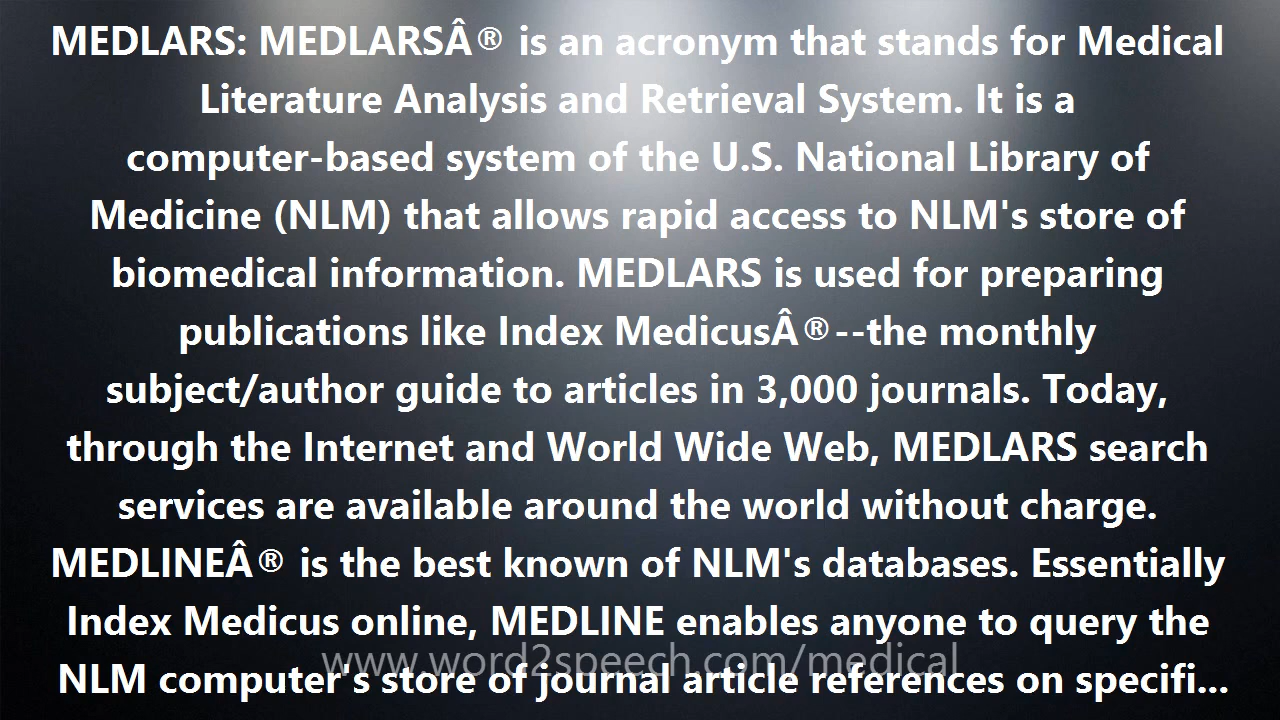 MEDLARS: MEDLARSÂ® is an acronym that stands for Medical
Literature Analysis and Retrieval System. It is a
computer-based system of the U.S. National Library of
Medicine (NLM) that allows rapid access to NLM's store of
biomedical information. MEDLARS is used for preparing
publications like Index MedicusÂ®--the monthly
subject/author guide to articles in 3,000 journals. Today,
through the Internet and World Wide Web, MEDLARS search
services are available around the world without charge.
MEDLINEÂ® is the best known of NLM's databases. Essentially
Index Medicus online, MEDLINE enables anyone to query the
www.word2speech.com/medical
NLM computer's store of journal article references on specifi...